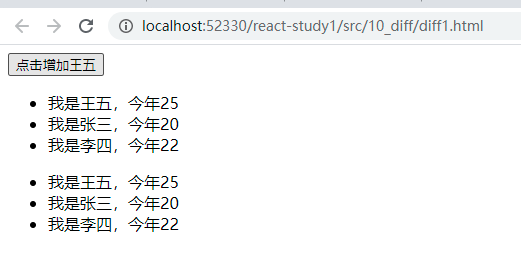 localhost:52330/react-study1/src/10_diff/diff1.html
点击增加王五
我是王五，今年25
我是张三，今年20
我是李四，今年22
我是王五，今年25
我是张三，今年20
我是李四，今年22